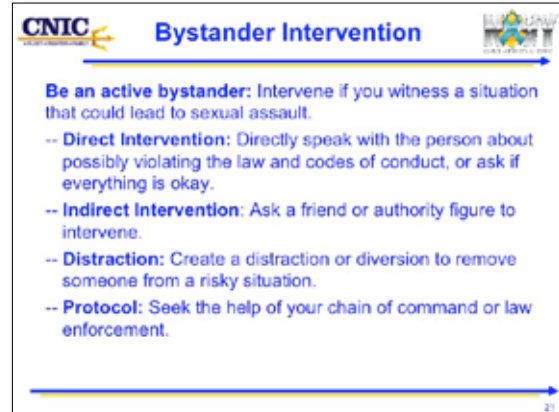 CNIC
Bystander Intervention
Be an active bystander: Intervene if you witness a situation
that could lead to sexual assault.
-- Direct Intervention: Directly speak with the person about
possibly violating the law and codes of conduct, or ask if
everything is okay.
-- Indirect Intervention: Ask a friend or authority figure to
intervene.
-- Distraction: Create a distraction or diversion to remove
someone from a risky situation.
-- Protocol: Seek the help of your chain of command or law
enforcement.
21